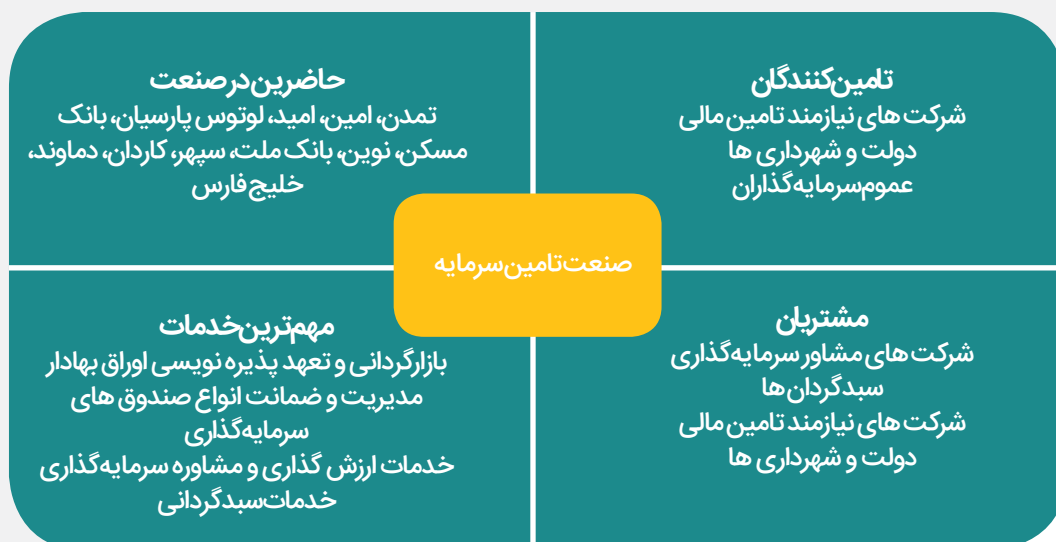 تامین‌کنندگان
شرکت های نیازمند تامین مالی
دولت و شهرداری ها
عموم‌سرمایه‌گذاران
حاضرین‌در‌صنعت
تمدن، امین، امید، لوتوس پارسیان، بانک
مسکن، نوین، بانک ملت، سپهر، کاردان، دماوند،
خلیج فارس
صنعت‌تامین‌سرمایه
مشتریان
شرکت های مشاور سرمایه‌گذاری
سبدگردان‌ها
شرکت های نیازمند تامین مالی
دولت و شهرداری ها
مهم‌ترین‌خدمات
بازارگردانی و تعهد پذیره نویسی اوراق بهادار
مدیریت و ضمانت انواع صندوق های
سرمایه‌گذاری
خدمات ارزش گذاری و مشاوره سرمایه‌گذاری
خدمات‌سبدگردانی